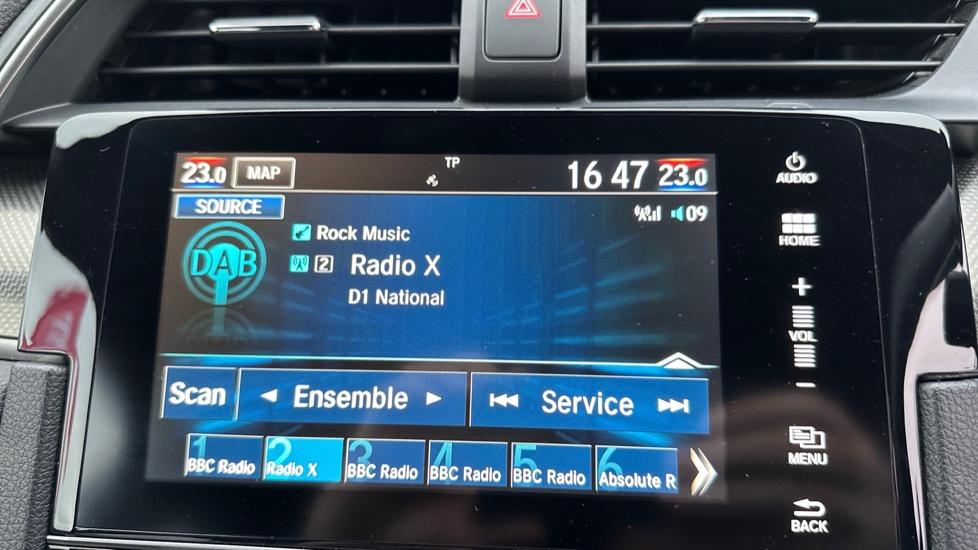 23.0 MAP TP 16 47 23.0
SOURCE 09
DAB
Rock Music
2 Radio X
D1 National
Scan Ensemble Service
1 BBC Radio 2 Radio X 3 BBC Radio 4 BBC Radio 5 BBC Radio 6 Absolute R
AUDIO
HOME
+
VOL
-
MENU
BACK